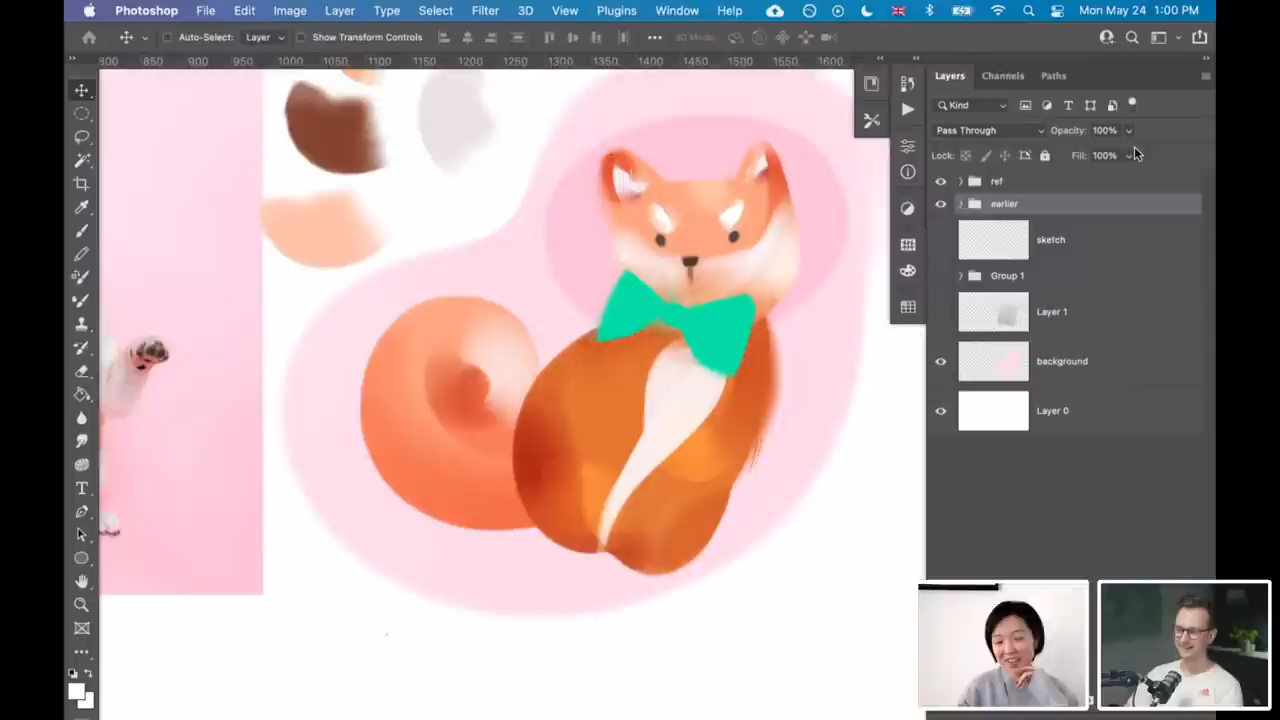 Photoshop File Edit Image Layer Type Select Filter 3D View Plugins Window Help Mon May 24 1:00 PM
Auto-Select: Layer Show Transform Controls 3D Mode:
800 850 900 950 1000 1050 1100 1150 1200 1250 1300 1350 1400 1450 1500 1550 1600
Layers Channels Paths
Kind
Pass Through Opacity: 100%
Lock: Fill: 100%
ref
earlier
sketch
Group 1
Layer 1
background
Layer 0